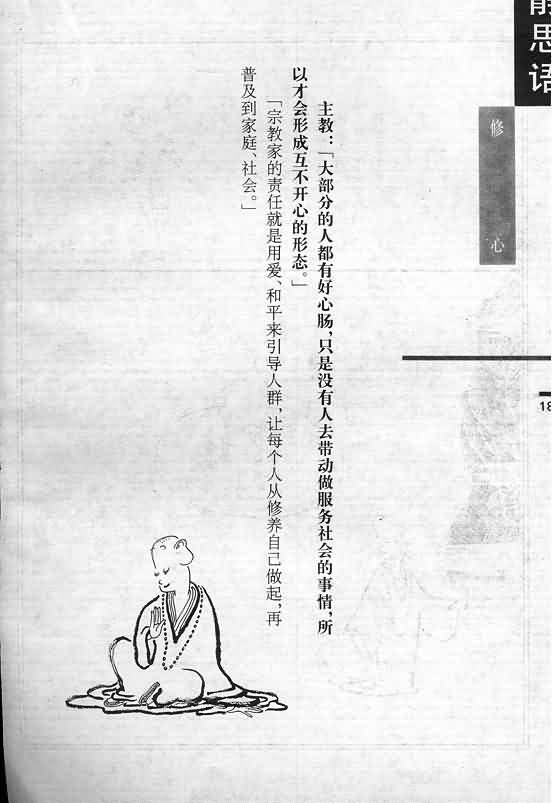 静思语
修心
18
主教：「大部分的人都有好心肠，只是没有人去带动做服务社会的事情，所
以才会形成互不开心的形态。」
「宗教家的责任就是用爱、和平来引导人群，让每个人从修养自己做起，再
普及到家庭、社会。」